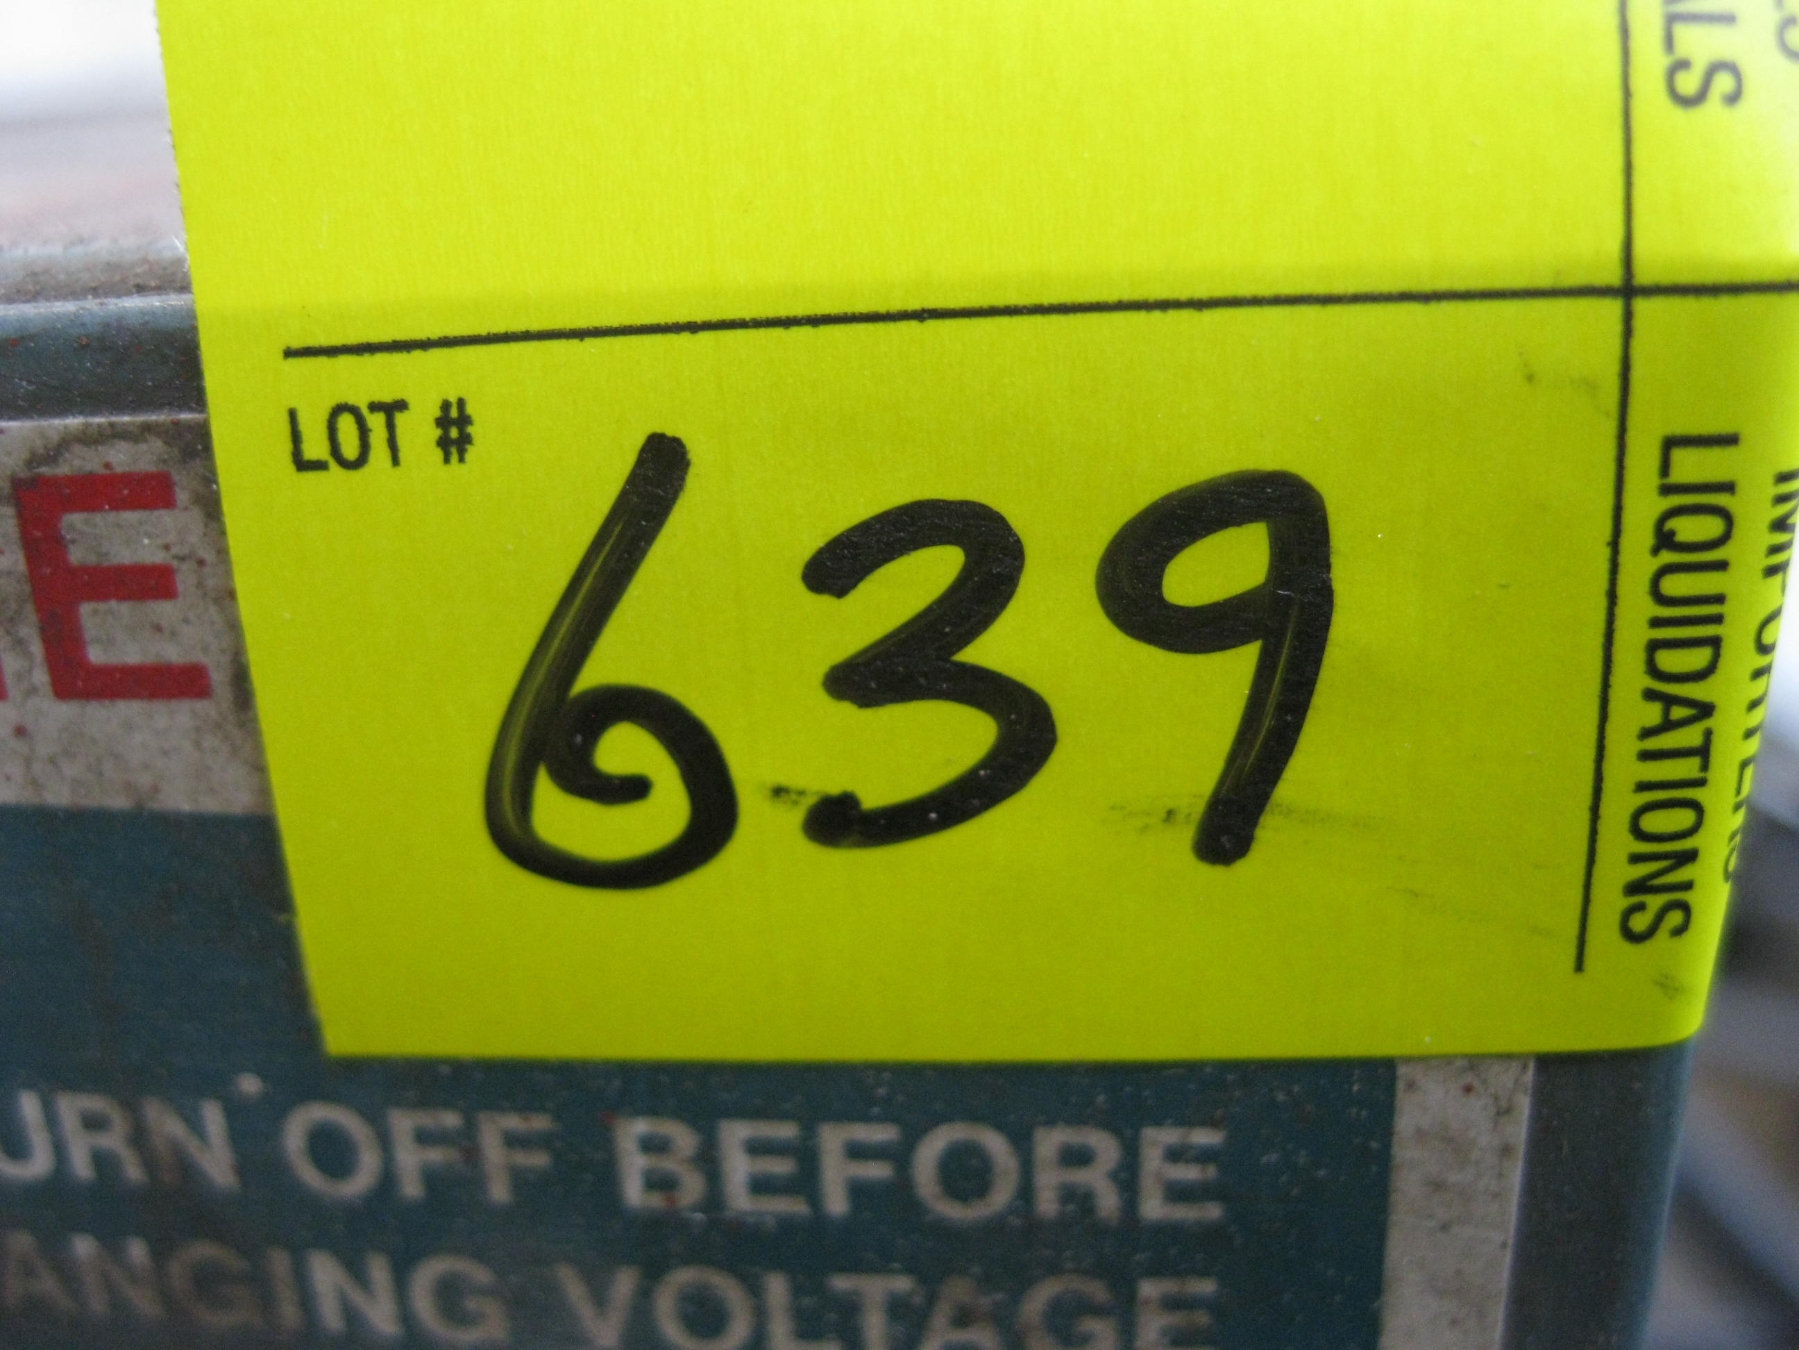 LOT #
639
LIQUIDATIONS
E
URN OFF BEFORE
ANGING VOLTAGE